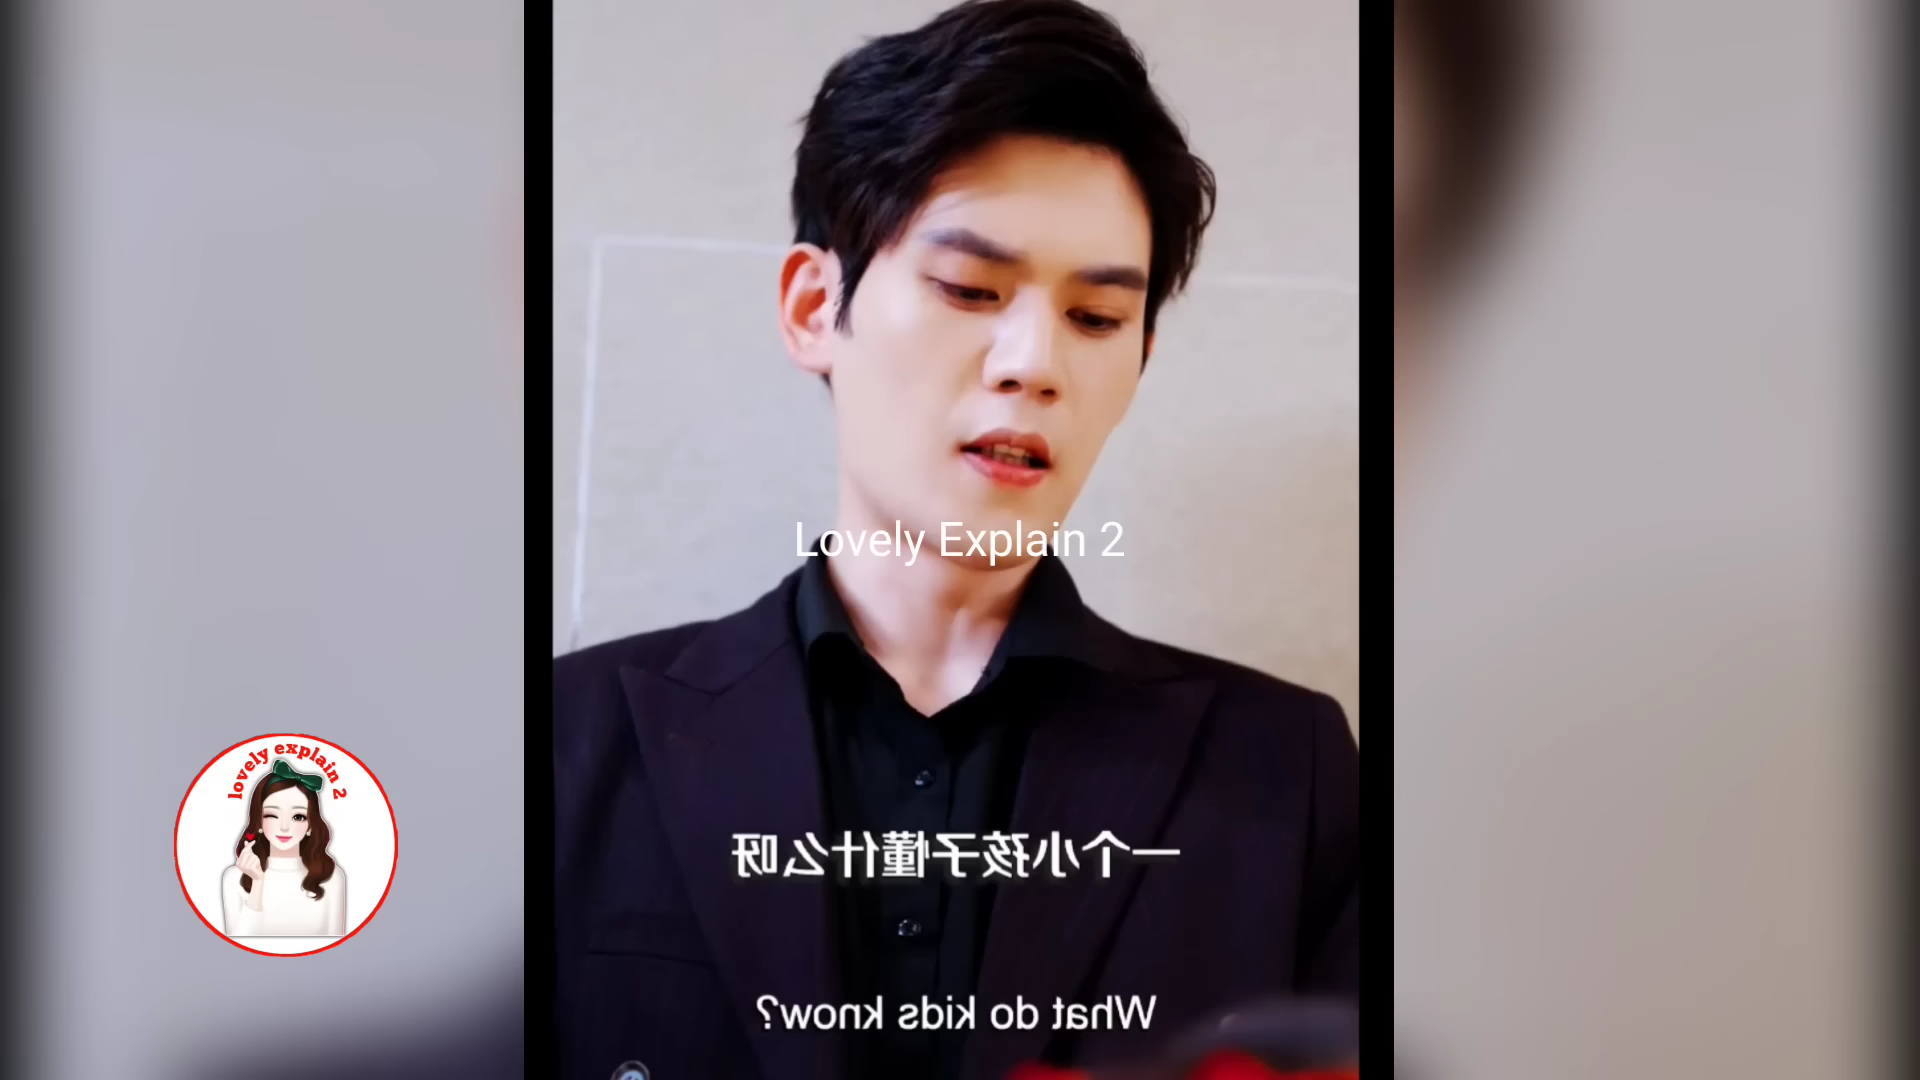 Lovely Explain 2
lovely explain 2
一个小孩子懂什么呀
What do kids know?